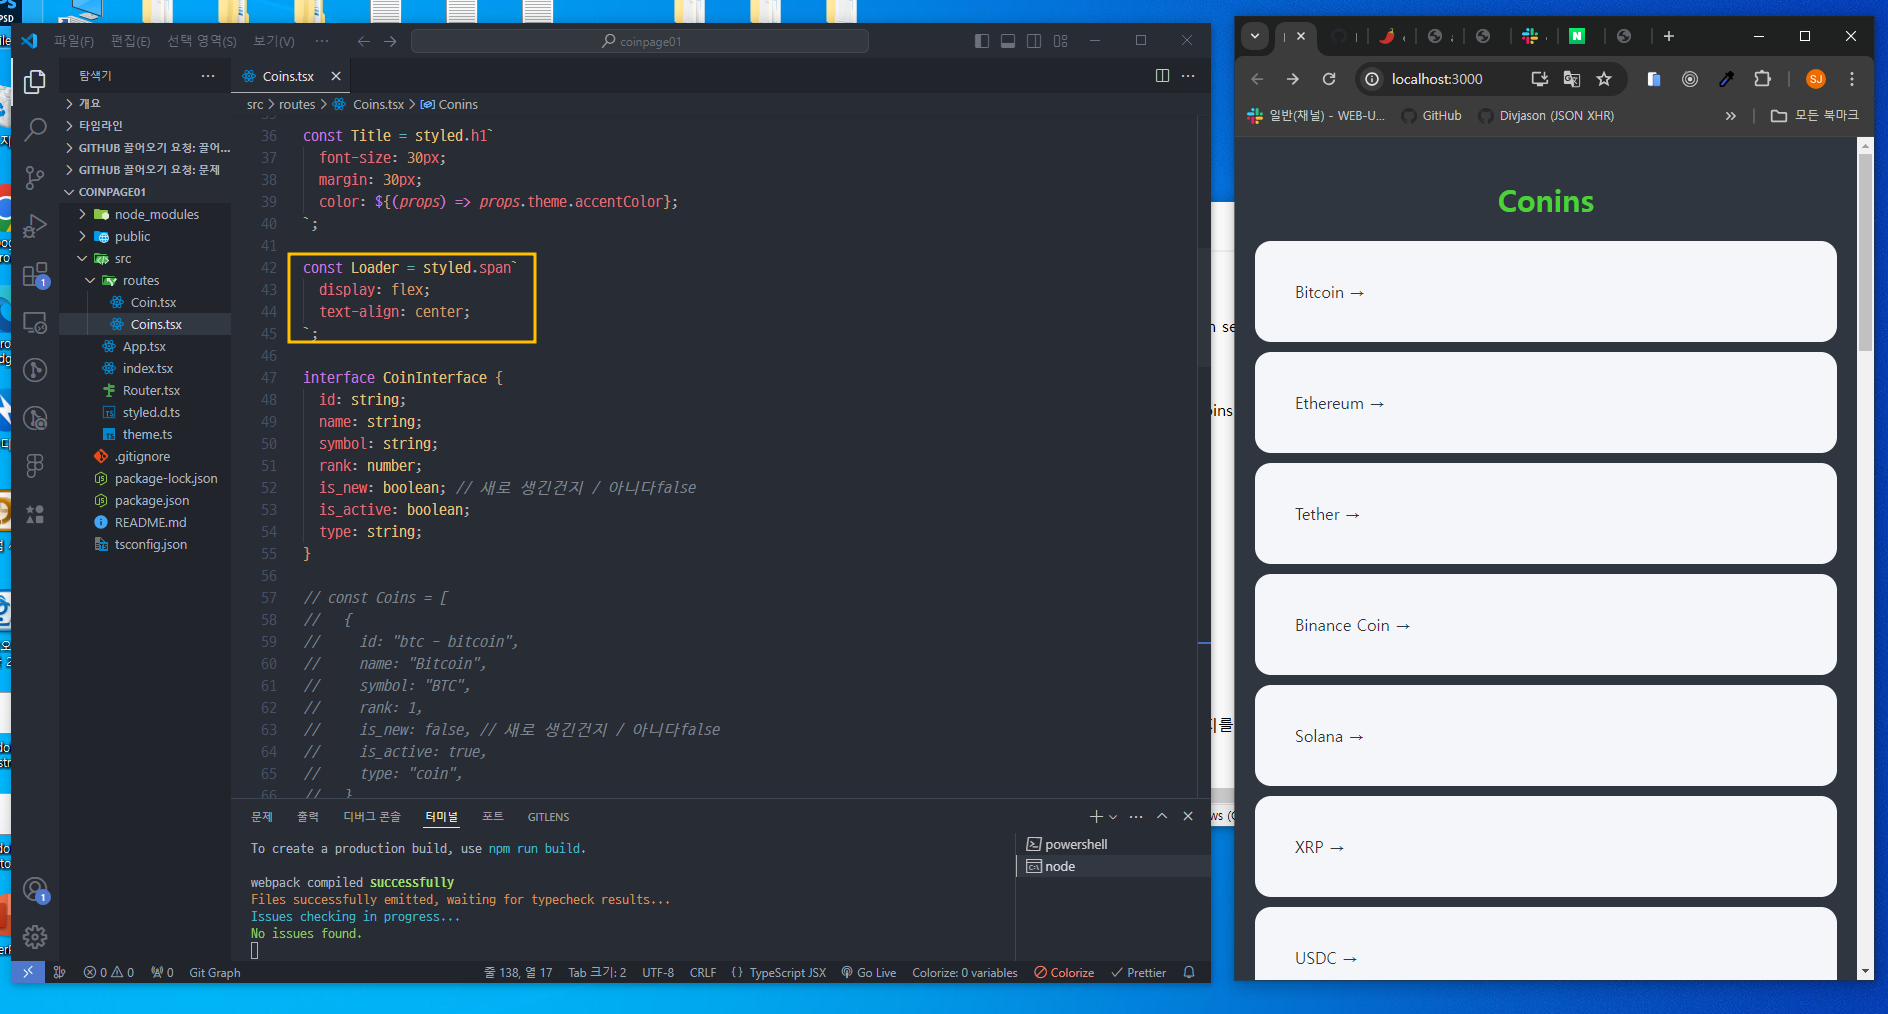 파일(F) 편집(E) 선택 영역(S) 보기(V) ··· coinpage01
탐색기 ···
개요
타임라인
GITHUB 끌어오기 요청: 끌어...
GITHUB 끌어오기 요청: 문제
COINPAGE01
node_modules
public
src
routes
Coin.tsx
Coins.tsx
App.tsx
index.tsx
Router.tsx
styled.d.ts
theme.ts
.gitignore
package-lock.json
package.json
README.md
tsconfig.json
1
1
Coins.tsx
src > routes > Coins.tsx > Conins
36 const Title = styled.h1`
37 font-size: 30px;
38 margin: 30px;
39 color: ${(props) => props.theme.accentColor};
40 `;
41
42 const Loader = styled.span`
43 display: flex;
44 text-align: center;
45 `;
46
47 interface CoinInterface {
48 id: string;
49 name: string;
50 symbol: string;
51 rank: number;
52 is_new: boolean; // 새로 생긴건지 / 아니다false
53 is_active: boolean;
54 type: string;
55 }
56
57 // const Coins = [
58 // {
59 // id: "btc - bitcoin",
60 // name: "Bitcoin",
61 // symbol: "BTC",
62 // rank: 1,
63 // is_new: false, // 새로 생긴건지 / 아니다false
64 // is_active: true,
65 // type: "coin",
66 // }
문제 출력 디버그 콘솔 터미널 포트 GITLENS
To create a production build, use npm run build.
webpack compiled successfully
Files successfully emitted, waiting for typecheck results...
Issues checking in progress...
No issues found.
powershell
node
0 0 0 Git Graph 줄 138, 열 17 Tab 크기: 2 UTF-8 CRLF {} TypeScript JSX Go Live Colorize: 0 variables Colorize Prettier
localhost:3000
SJ
일반(채널) - WEB-U... GitHub Divjason (JSON XHR) » 모든 북마크
Conins
Bitcoin →
Ethereum →
Tether →
Binance Coin →
Solana →
XRP →
USDC →